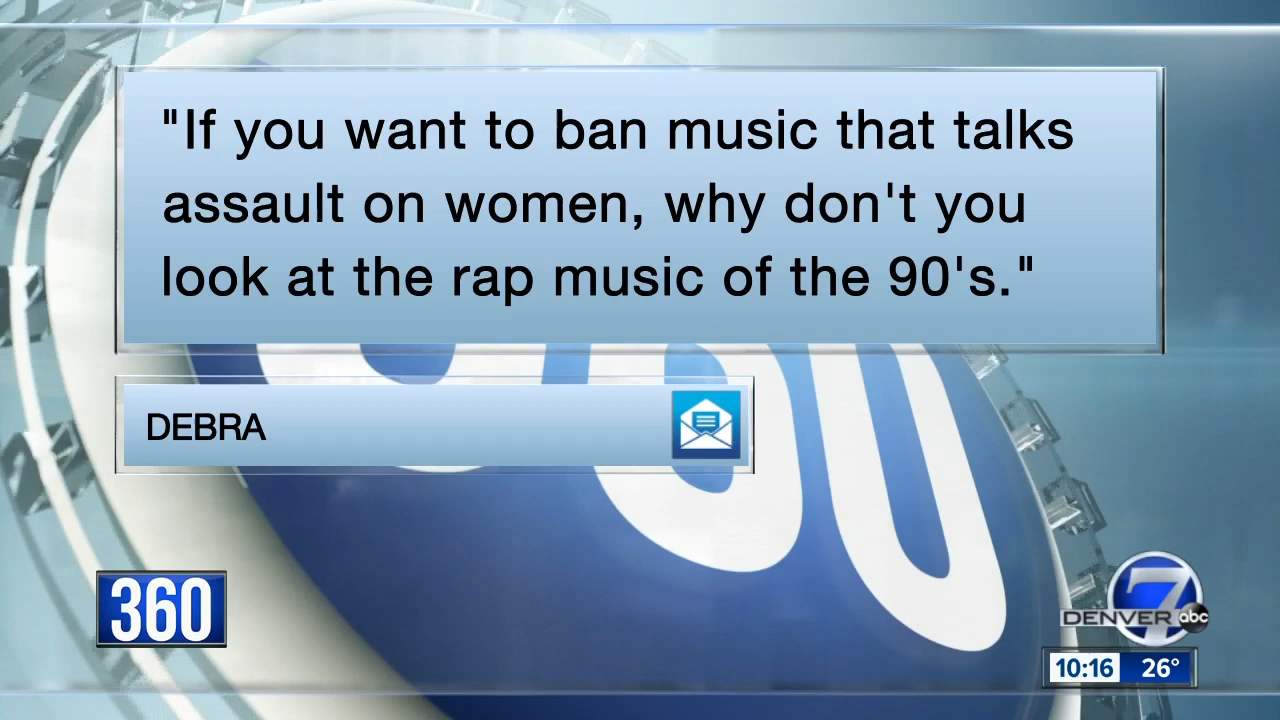 "If you want to ban music that talks
assault on women, why don't you
look at the rap music of the 90's."
DEBRA
360
DENVER 7 abc
10:16 26°